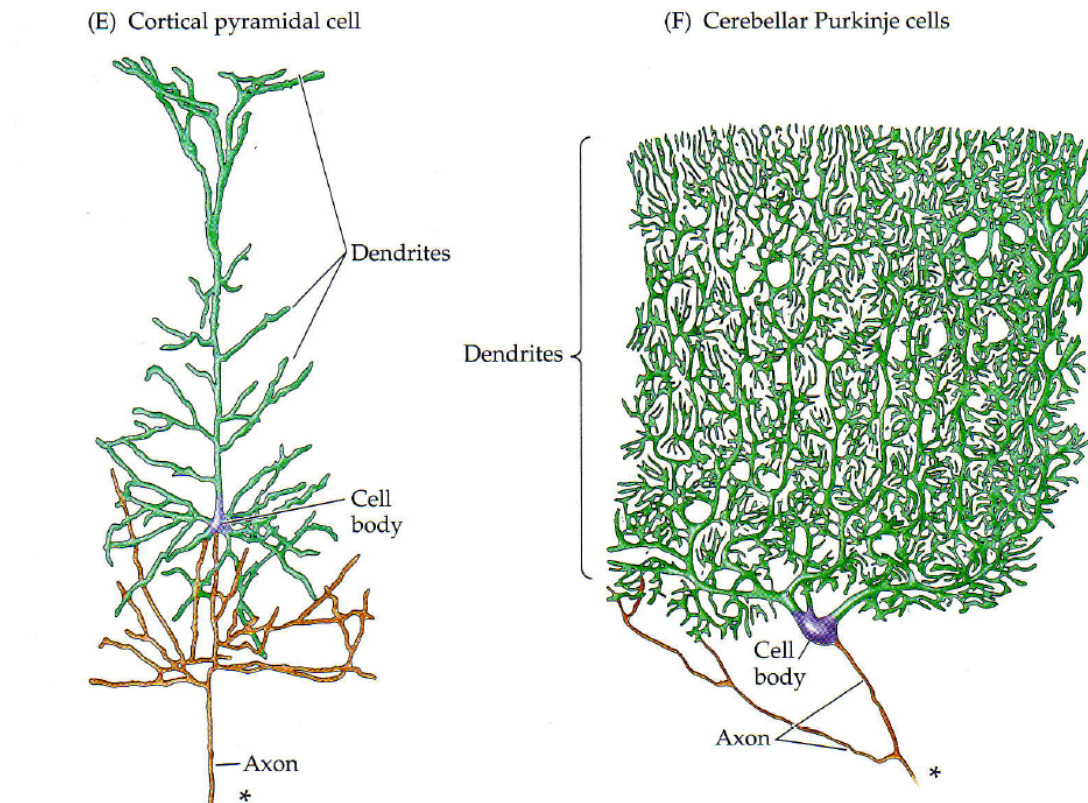 (E) Cortical pyramidal cell
Dendrites
Cell
body
Axon
*
(F) Cerebellar Purkinje cells
Dendrites
Cell
body
Axon
*